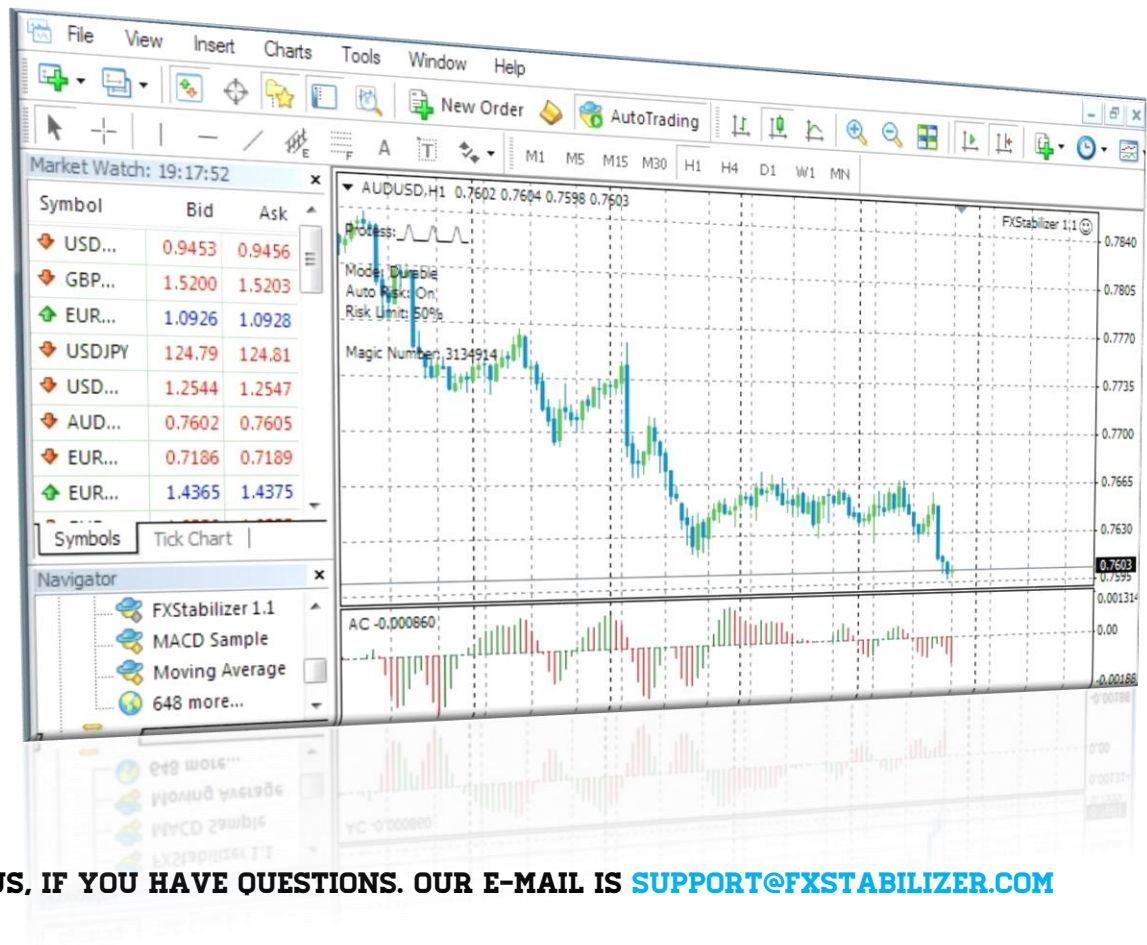 File View Insert Charts Tools Window Help
New Order AutoTrading
E F A T M1 M5 M15 M30 H1 H4 D1 W1 MN
Market Watch: 19:17:52
Symbol Bid Ask
USD... 0.9453 0.9456
GBP... 1.5200 1.5203
EUR... 1.0926 1.0928
USDJPY 124.79 124.81
USD... 1.2544 1.2547
AUD... 0.7602 0.7605
EUR... 0.7186 0.7189
EUR... 1.4365 1.4375
Symbols Tick Chart
Navigator
FXStabilizer 1.1
MACD Sample
Moving Average
648 more...
AUDUSD,H1 0.7602 0.7604 0.7598 0.7603
FXStabilizer 1.1
Process:
Mode: Durable
Auto Risk: On
Risk Limit: 50%
Magic Number: 3134914
0.7840
0.7805
0.7770
0.7735
0.7700
0.7665
0.7630
0.7603
0.7595
AC -0.000860
0.001314
0.00
-0.00188
US, IF YOU HAVE QUESTIONS. OUR E-MAIL IS SUPPORT@FXSTABILIZER.COM